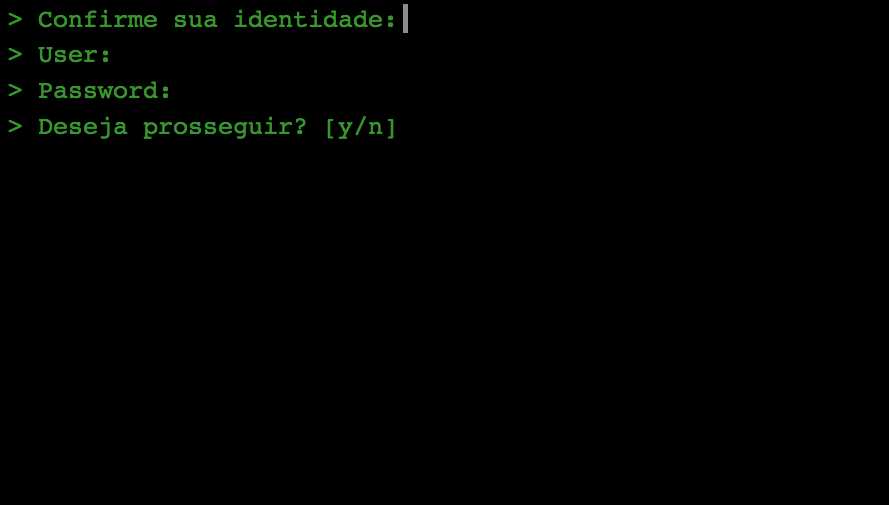 > Confirme sua identidade:
> User:
> Password:
> Deseja prosseguir? [y/n]